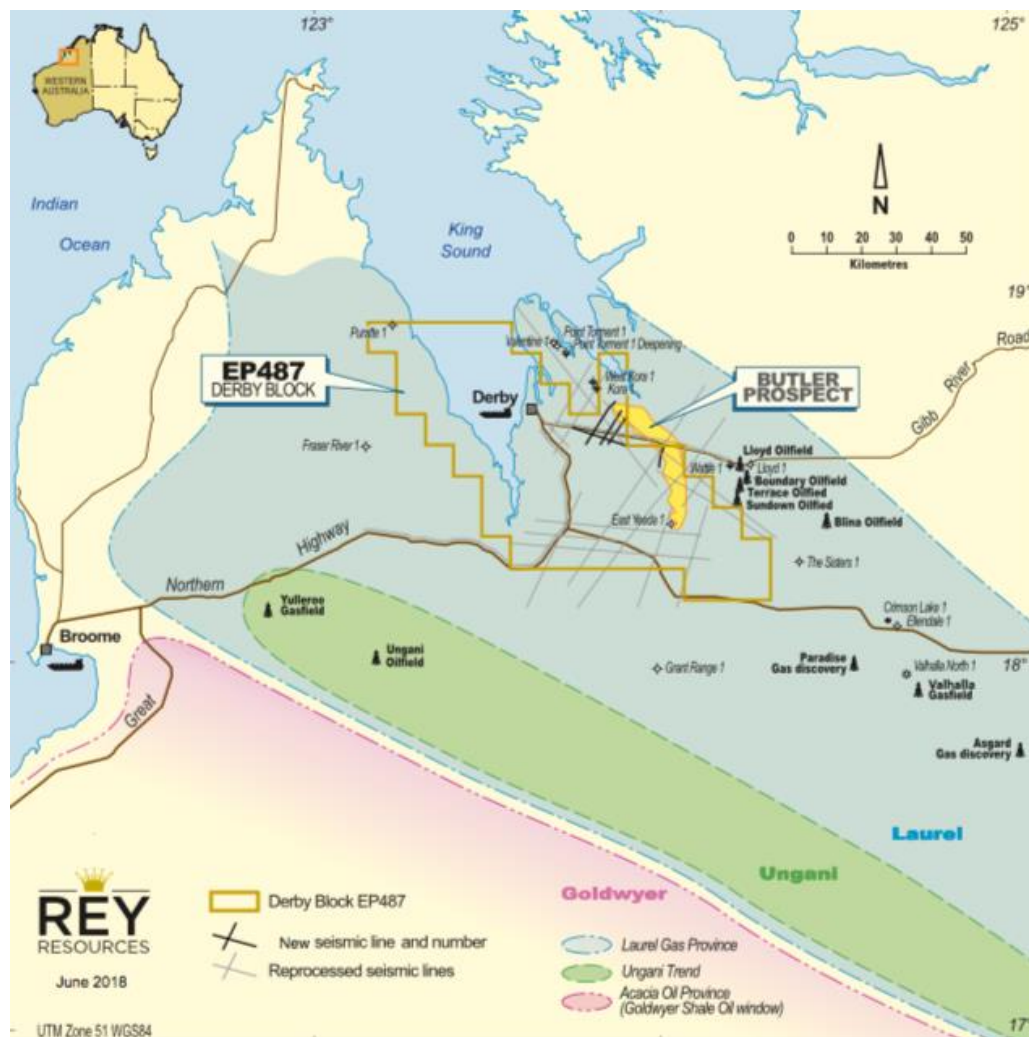 123°
125°
WESTERN
AUSTRALIA
Indian
Ocean
King
Sound
N
0 10 20 30 40 50
Kilometres
19°
Road
River
Gibb
Puratte 1
Valentine 1
Point Torment 1
Point Torment 1 Deepening
EP487
DERBY BLOCK
West Kora 1
Kora
BUTLER
PROSPECT
Derby
Fraser River 1
Wattle 1
Lloyd Oilfield
Lloyd 1
Boundary Oilfield
Terrace Oilfied
Sundown Oilfied
Blina Oilfield
East Yeeda 1
The Sisters 1
Northern
Highway
Yulleroo
Gasfield
Crimson Lake 1
Ellendale 1
Broome
Ungani
Oilfield
Grant Range 1
Paradise
Gas discovery
18°
Valhalla North 1
Valhalla
Gasfield
Great
Asgard
Gas discovery
Laurel
Ungani
Goldwyer
REY
RESOURCES
June 2018
UTM Zone 51 WGS84
Derby Block EP487
New seismic line and number
Reprocessed seismic lines
Laurel Gas Province
Ungani Trend
Acacia Oil Province
(Goldwyer Shale Oil window)
17°